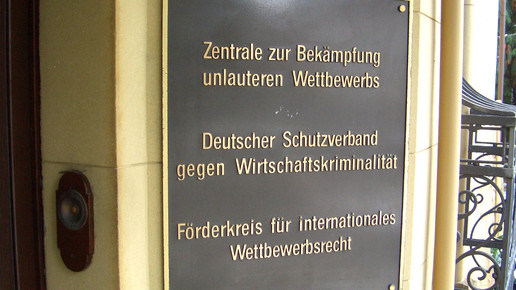 Zentrale zur Bekämpfung
unlauteren Wettbewerbs
Deutscher Schutzverband
gegen Wirtschaftskriminalität
Förderkreis für internationales
Wettbewerbsrecht